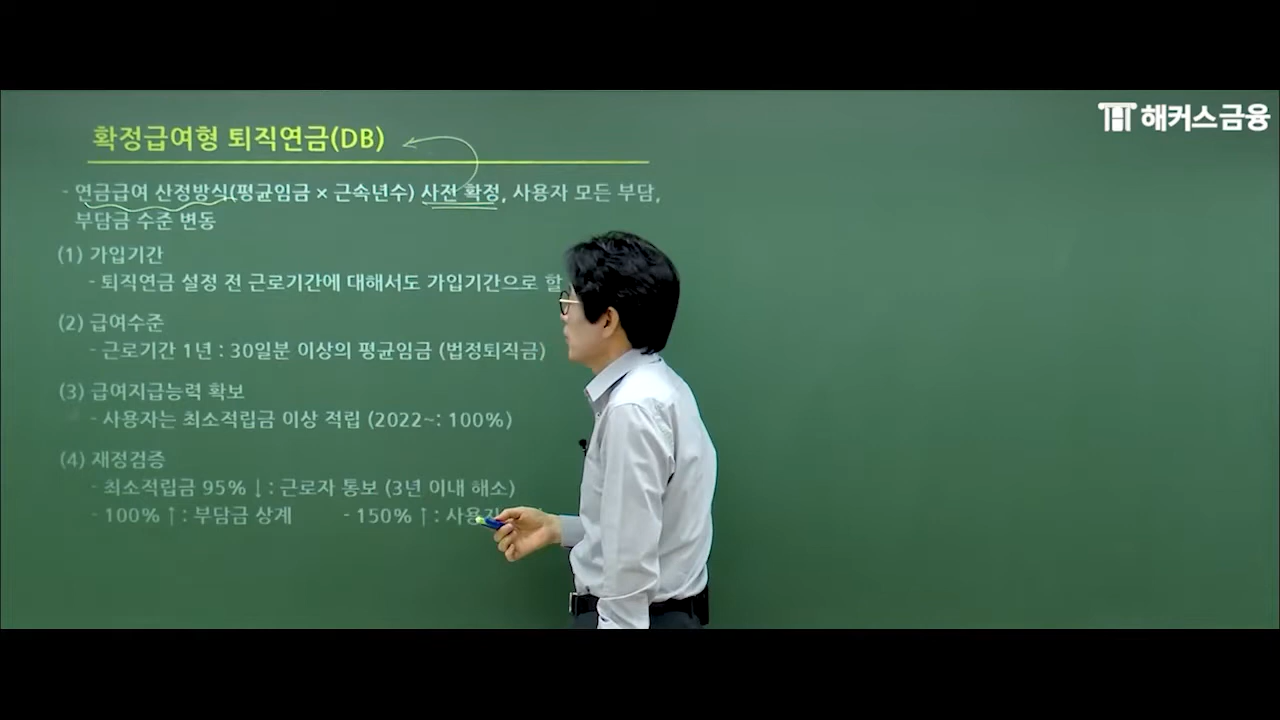 해커스금융
확정급여형 퇴직연금(DB)
- 연금급여 산정방식(평균임금 × 근속년수) 사전 확정, 사용자 모든 부담,
부담금 수준 변동
(1) 가입기간
- 퇴직연금 설정 전 근로기간에 대해서도 가입기간으로 할
(2) 급여수준
- 근로기간 1년 : 30일분 이상의 평균임금 (법정퇴직금)
(3) 급여지급능력 확보
- 사용자는 최소적립금 이상 적립 (2022~: 100%)
(4) 재정검증
- 최소적립금 95% ↓ : 근로자 통보 (3년 이내 해소)
- 100% ↑ : 부담금 상계 - 150% ↑ : 사용자